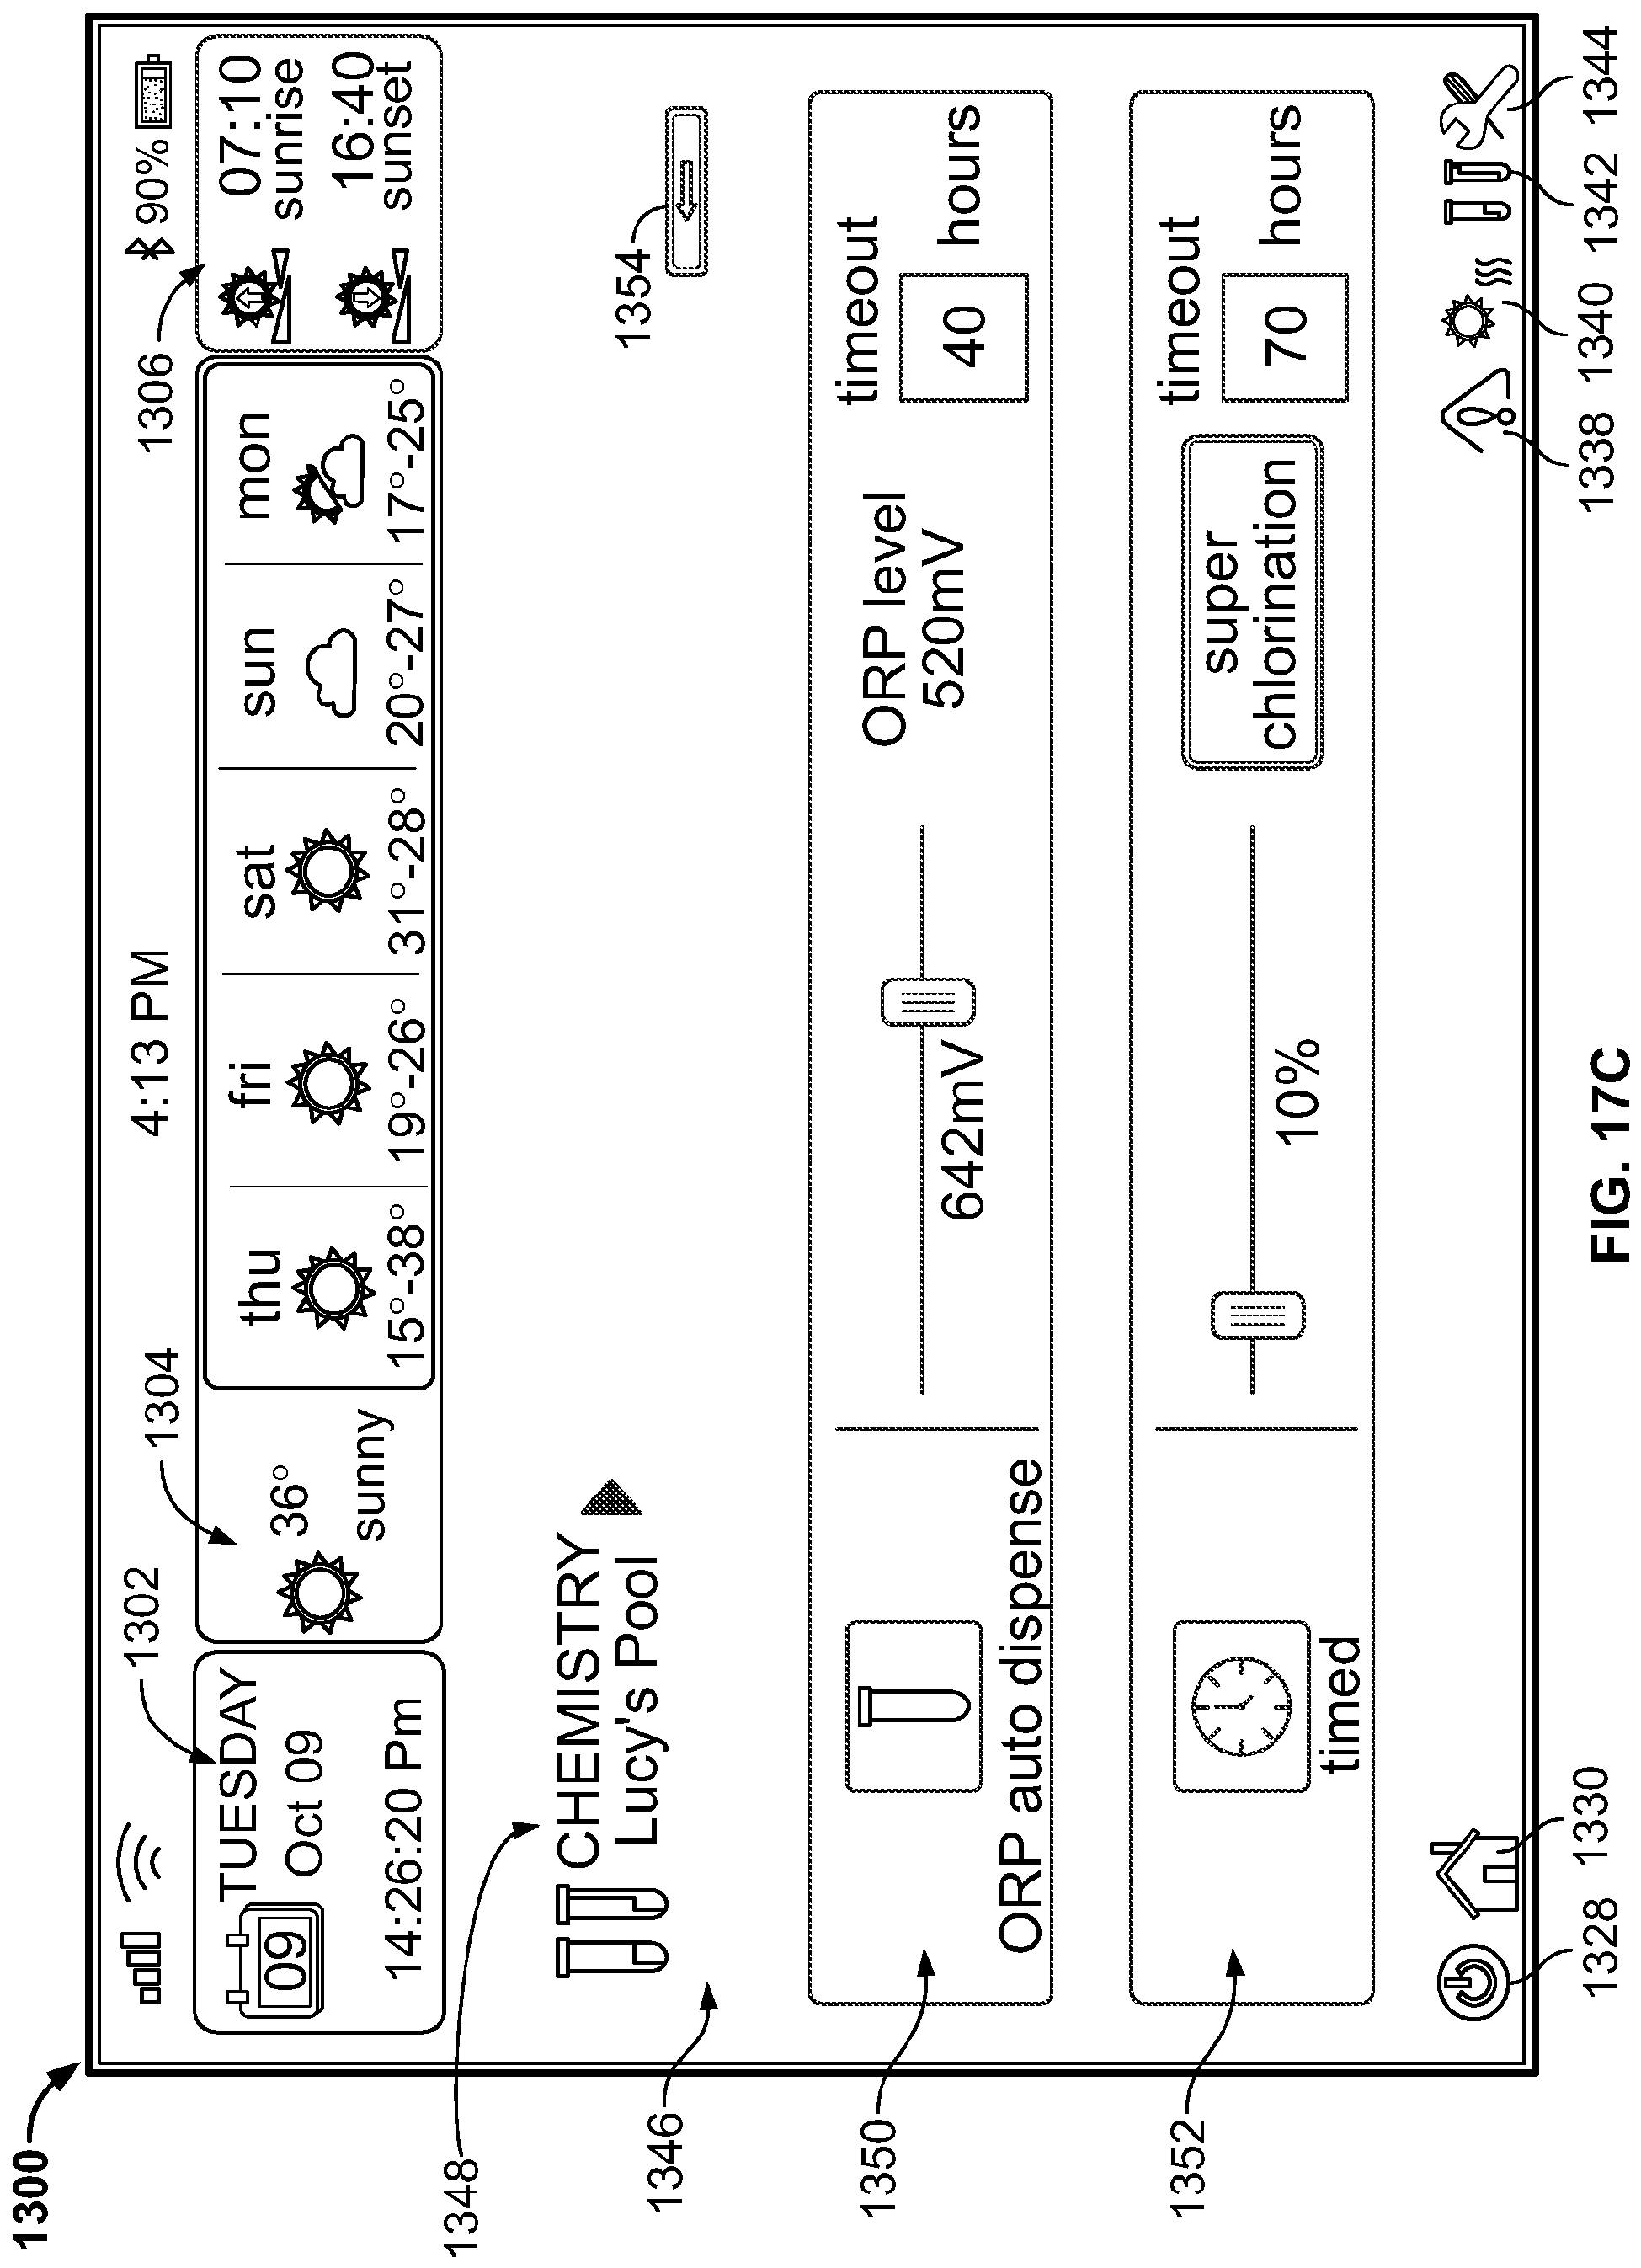 1300
4:13 PM
90%
1302
1304
1306
TUESDAY
09
Oct 09
14:26:20 Pm
36°
sunny
thu
fri
sat
sun
mon
15°-38°
19°-26°
31°-28°
20°-27°
17°-25°
07:10
sunrise
16:40
sunset
1348
CHEMISTRY
Lucy's Pool
1354
1346
1350
ORP auto dispense
642mV
ORP level
520mV
timeout
40
hours
1352
timed
10%
super
chlorination
timeout
70
hours
1328
1330
1338
1340
1342
1344
FIG. 17C